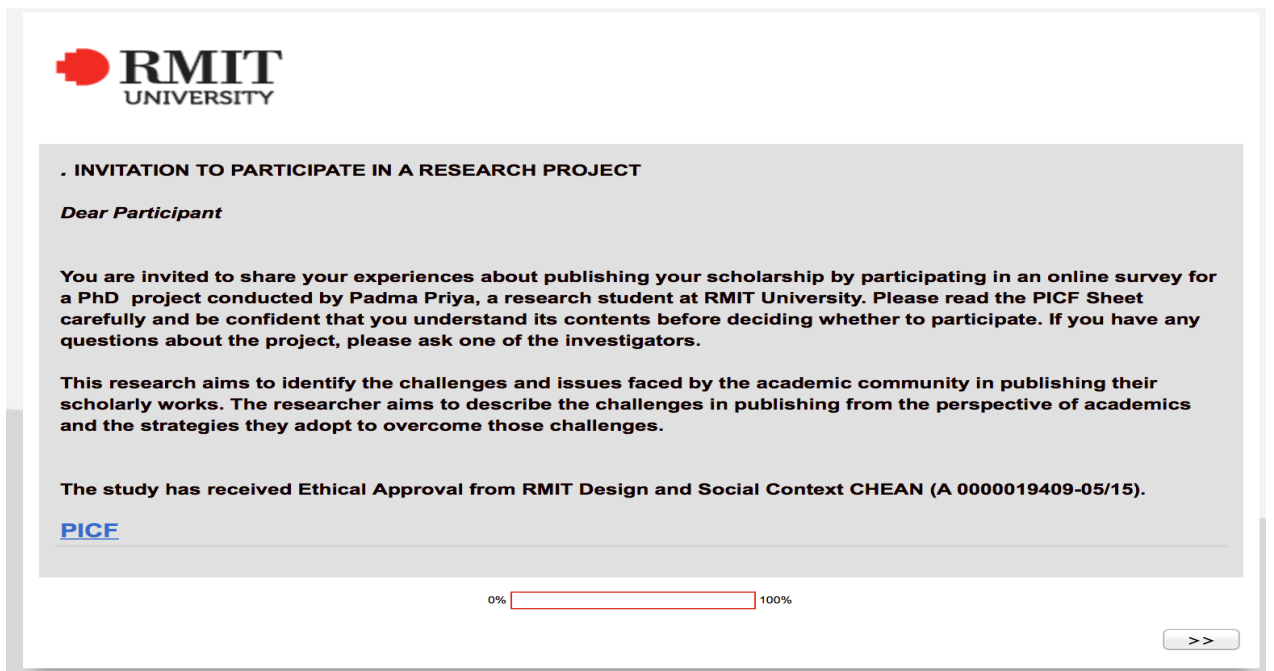 RMIT
UNIVERSITY
. INVITATION TO PARTICIPATE IN A RESEARCH PROJECT
Dear Participant
You are invited to share your experiences about publishing your scholarship by participating in an online survey for
a PhD  project conducted by Padma Priya, a research student at RMIT University. Please read the PICF Sheet
carefully and be confident that you understand its contents before deciding whether to participate. If you have any
questions about the project, please ask one of the investigators.
This research aims to identify the challenges and issues faced by the academic community in publishing their
scholarly works. The researcher aims to describe the challenges in publishing from the perspective of academics
and the strategies they adopt to overcome those challenges.
The study has received Ethical Approval from RMIT Design and Social Context CHEAN (A 0000019409-05/15).
PICF
0% 100%
>>